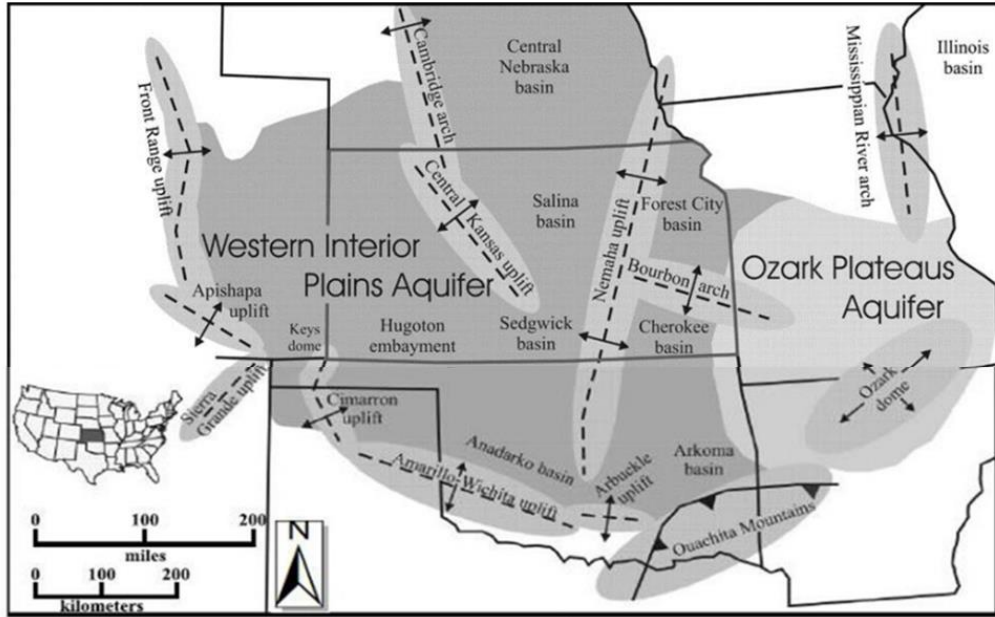 Central
Nebraska
basin
Illinois
basin
Cambridge arch
Mississippian River arch
Front Range uplift
Central
Kansas uplift
Salina
basin
Nemaha uplift
Forest City
basin
Western Interior
Plains Aquifer
Bourbon arch
Ozark Plateaus
Aquifer
Apishapa
uplift
Keys
dome
Hugoton
embayment
Sedgwick
basin
Cherokee
basin
Sierra
Grande uplift
Cimarron
uplift
Ozark
dome
Anadarko basin
Amarillo-Wichita uplift
Arbuckle
uplift
Arkoma
basin
Ouachita Mountains
0 100 200
miles
0 100 200
kilometers
N